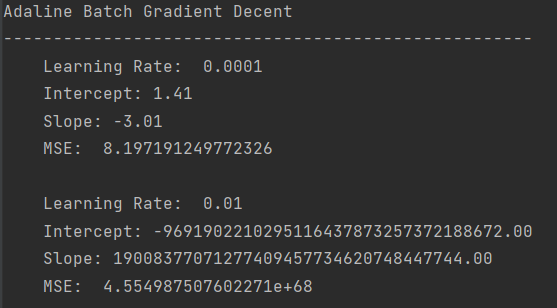 Adaline Batch Gradient Decent
-----------------------------------------------------
Learning Rate:  0.0001
Intercept: 1.41
Slope: -3.01
MSE:  8.197191249772326
Learning Rate:  0.01
Intercept: -9691902210295116437873257372188672.00
Slope: 19008377071277409457734620748447744.00
MSE:  4.554987507602271e+68